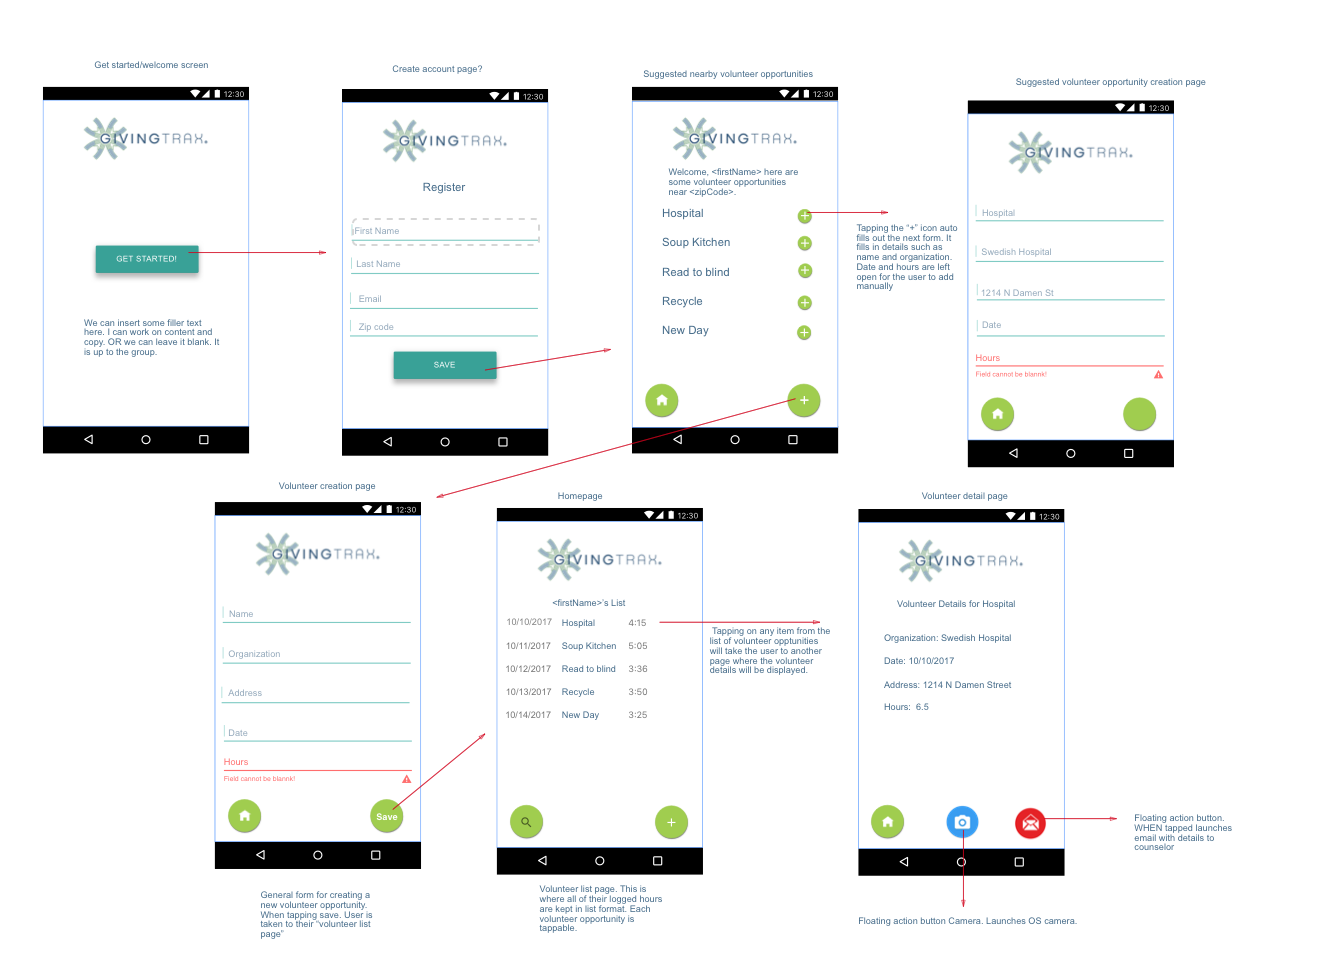 Get started/welcome screen
12:30
GIVINGTRAX.
GET STARTED!
We can insert some filler text
here. I can work on content and
copy. OR we can leave it blank. It
is up to the group.
Create account page?
12:30
GIVINGTRAX.
Register
First Name
Last Name
Email
Zip code
SAVE
Suggested nearby volunteer opportunities
12:30
GIVINGTRAX.
Welcome, <firstName> here are
some volunteer opportunities
near <zipCode>.
Hospital
Soup Kitchen
Read to blind
Recycle
New Day
Tapping the "+" icon auto
fills out the next form. It
fills in details such as
name and organization.
Date and hours are left
open for the user to add
manually
Suggested volunteer opportunity creation page
12:30
GIVINGTRAX.
Hospital
Swedish Hospital
1214 N Damen St
Date
Hours
Field cannot be blannk!
Volunteer creation page
12:30
GIVINGTRAX.
Name
Organization
Address
Date
Hours
Field cannot be blannk!
Save
General form for creating a
new volunteer opportunity.
When tapping save. User is
taken to their "volunteer list
page"
Homepage
12:30
GIVINGTRAX.
<firstName>'s List
10/10/2017 Hospital 4:15
10/11/2017 Soup Kitchen 5:05
10/12/2017 Read to blind 3:36
10/13/2017 Recycle 3:50
10/14/2017 New Day 3:25
Tapping on any item from the
list of volunteer opptunities
will take the user to another
page where the volunteer
details will be displayed.
Volunteer list page. This is
where all of their logged hours
are kept in list format. Each
volunteer opportunity is
tappable.
Volunteer detail page
12:30
GIVINGTRAX.
Volunteer Details for Hospital
Organization: Swedish Hospital
Date: 10/10/2017
Address: 1214 N Damen Street
Hours: 6.5
Floating action button.
WHEN tapped launches
email with details to
counselor
Floating action button Camera. Launches OS camera.